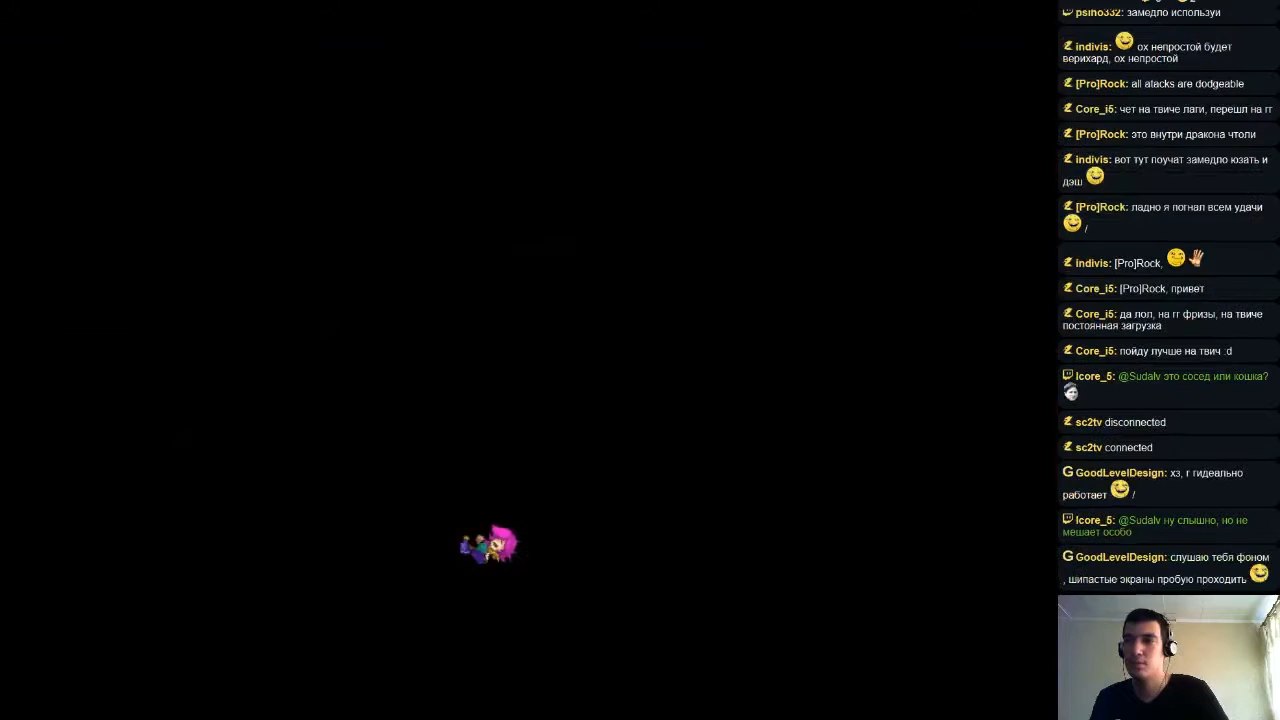 psiho332: замедло используи
indivis: ох непростой будет
верихард, ох непростой
[Pro]Rock: all atacks are dodgeable
Core_i5: чет на твиче лаги, перешл на гг
[Pro]Rock: это внутри дракона чтоли
indivis: вот тут поучат замедло юзать и
дэш
[Pro]Rock: ладно я погнал всем удачи
/
indivis: [Pro]Rock,
Core_i5: [Pro]Rock, привет
Core_i5: да лол, на гг фризы, на твиче
постоянная загрузка
Core_i5: пойду лучше на твич :d
lcore_5: @Sudalv это сосед или кошка?
sc2tv disconnected
sc2tv connected
GoodLevelDesign: хз, г гидеально
работает /
lcore_5: @Sudalv ну слышно, но не
мешает особо
GoodLevelDesign: слушаю тебя фоном
, шипастые экраны пробую проходить